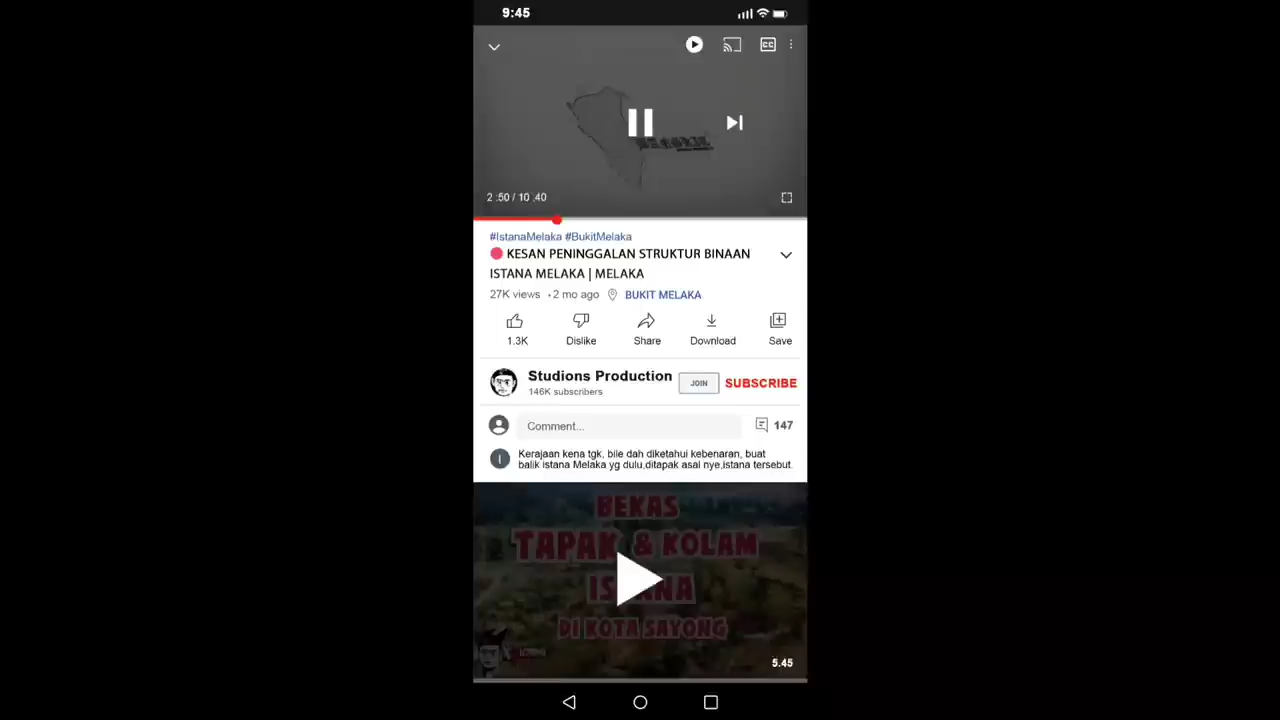 9:45
CC
2 :50 / 10 .40
#IstanaMelaka #BukitMelaka
KESAN PENINGGALAN STRUKTUR BINAAN
ISTANA MELAKA | MELAKA
27K views • 2 mo ago BUKIT MELAKA
1.3K Dislike Share Download Save
Studions Production JOIN SUBSCRIBE
146K subscribers
Comment... 147
I Kerajaan kena tgk, bile dah diketahui kebenaran, buat
balik istana Melaka yg dulu,ditapak asal nye,istana tersebut.
BEKAS
TAPAK & KOLAM
ISTANA
DI KOTA SAYONG
5.45